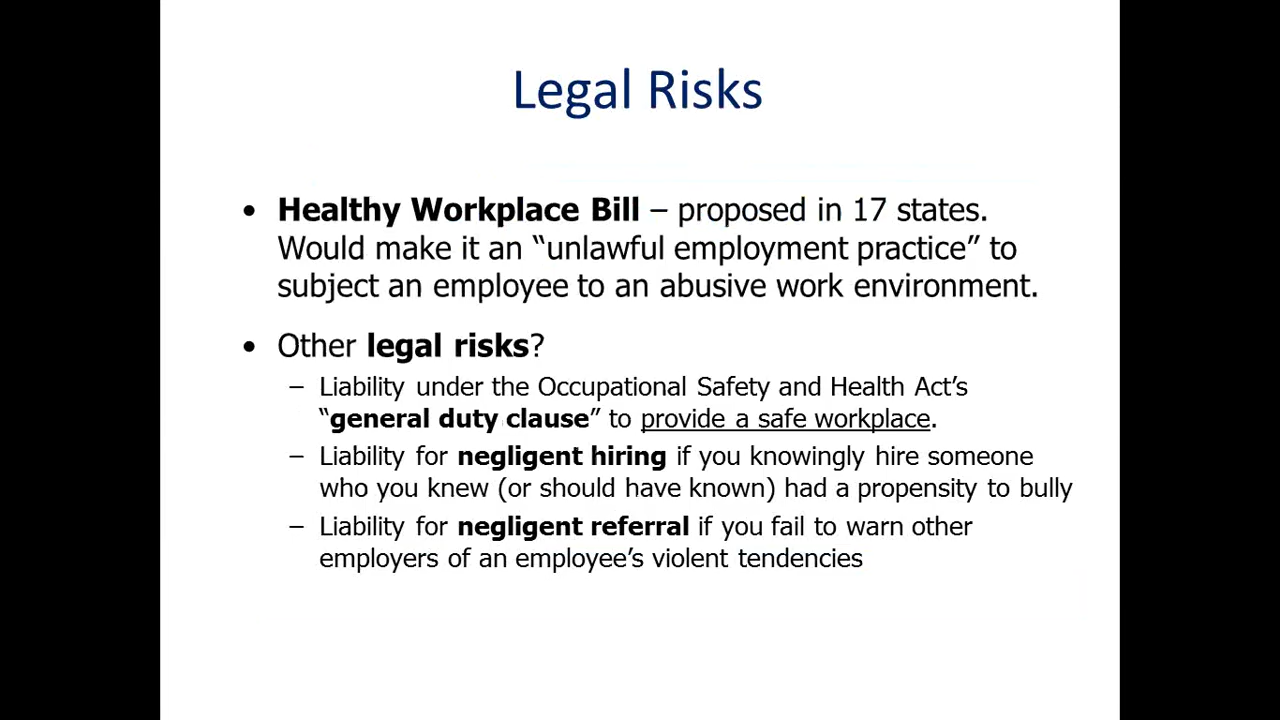 Legal Risks
• Healthy Workplace Bill – proposed in 17 states.
Would make it an “unlawful employment practice” to
subject an employee to an abusive work environment.
• Other legal risks?
– Liability under the Occupational Safety and Health Act’s
“general duty clause” to provide a safe workplace.
– Liability for negligent hiring if you knowingly hire someone
who you knew (or should have known) had a propensity to bully
– Liability for negligent referral if you fail to warn other
employers of an employee’s violent tendencies